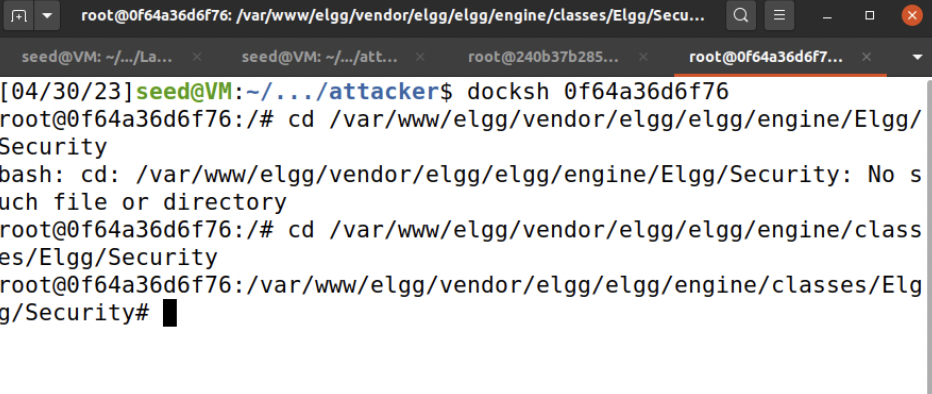 root@0f64a36d6f76: /var/www/elgg/vendor/elgg/elgg/engine/classes/Elgg/Secu...
seed@VM: ~/.../La... × seed@VM: ~/.../att... × root@240b37b285... × root@0f64a36d6f7... ×
[04/30/23]seed@VM:~/.../attacker$ docksh 0f64a36d6f76
root@0f64a36d6f76:/# cd /var/www/elgg/vendor/elgg/elgg/engine/Elgg/
Security
bash: cd: /var/www/elgg/vendor/elgg/elgg/engine/Elgg/Security: No s
uch file or directory
root@0f64a36d6f76:/# cd /var/www/elgg/vendor/elgg/elgg/engine/class
es/Elgg/Security
root@0f64a36d6f76:/var/www/elgg/vendor/elgg/elgg/engine/classes/Elg
g/Security#